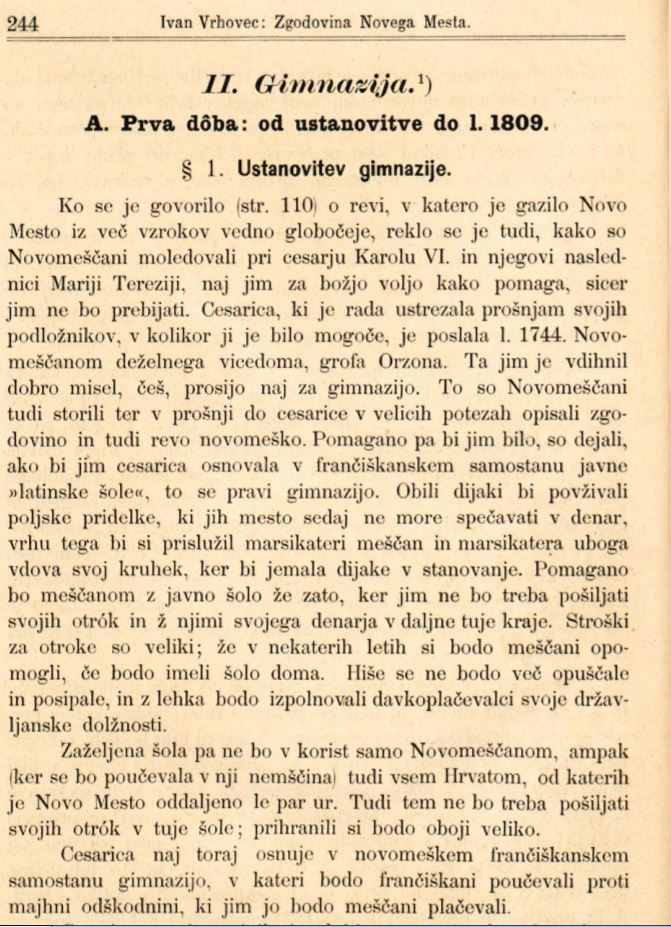 244 Ivan Vrhovec: Zgodovina Novega Mesta.
II. Gimnazija.¹)
A. Prva dôba: od ustanovitve do l. 1809.
§ 1. Ustanovitev gimnazije.
Ko se je govorilo (str. 110) o revi, v katero je gazilo Novo
Mesto iz več vzrokov vedno globočeje, reklo se je tudi, kako so
Novomeščani moledovali pri cesarju Karolu VI. in njegovi nasled-
nici Mariji Tereziji, naj jim za božjo voljo kako pomaga, sicer
jim ne bo prebijati. Cesarica, ki je rada ustrezala prošnjam svojih
podložnikov, v kolikor ji je bilo mogoče, je poslala l. 1744. Novo-
meščanom deželnega vicedoma, grofa Orzona. Ta jim je vdihnil
dobro misel, češ, prosijo naj za gimnazijo. To so Novomeščani
tudi storili ter v prošnji do cesarice v velicih potezah opisali zgo-
dovino in tudi revo novomeško. Pomagano pa bi jim bilo, so dejali,
ako bi jim cesarica osnovala v frančiškanskem samostanu javne
»latinske šole«, to se pravi gimnazijo. Obili dijaki bi povživali
poljske pridelke, ki jih mesto sedaj ne more spečavati v denar,
vrhu tega bi si prislužil marsikateri meščan in marsikatera uboga
vdova svoj kruhek, ker bi jemala dijake v stanovanje. Pomagano
bo meščanom z javno šolo že zato, ker jim ne bo treba pošiljati
svojih otrók in ž njimi svojega denarja v daljne tuje kraje. Stroški
za otroke so veliki; že v nekaterih letih si bodo meščani opo-
mogli, če bodo imeli šolo doma. Hiše se ne bodo več opuščale
in posipale, in z lehka bodo izpolnovali davkoplačevalci svoje držav-
ljanske dolžnosti.
Zaželjena šola pa ne bo v korist samo Novomeščanom, ampak
(ker se bo poučevala v nji nemščina) tudi vsem Hrvatom, od katerih
je Novo Mesto oddaljeno le par ur. Tudi tem ne bo treba pošiljati
svojih otrók v tuje šole; prihranili si bodo oboji veliko.
Cesarica naj toraj osnuje v novomeškem frančiškanskem
samostanu gimnazijo, v kateri bodo frančiškani poučevali proti
majhni odškodnini, ki jim jo bodo meščani plačevali.